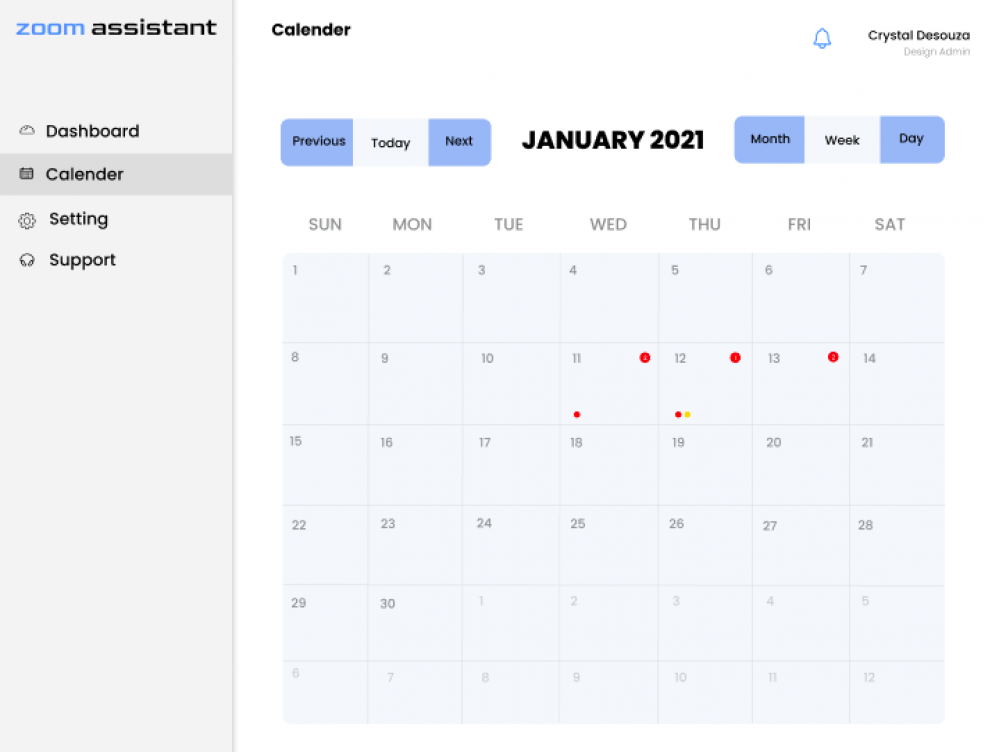 zoom assistant
Calender
Crystal Desouza
Design Admin
Dashboard
Calender
Setting
Support
Previous Today Next
JANUARY 2021
Month Week Day
SUN MON TUE WED THU FRI SAT
1 2 3 4 5 6 7
8 9 10 11 12 13 14
15 16 17 18 19 20 21
22 23 24 25 26 27 28
29 30 1 2 3 4 5
6 7 8 9 10 11 12